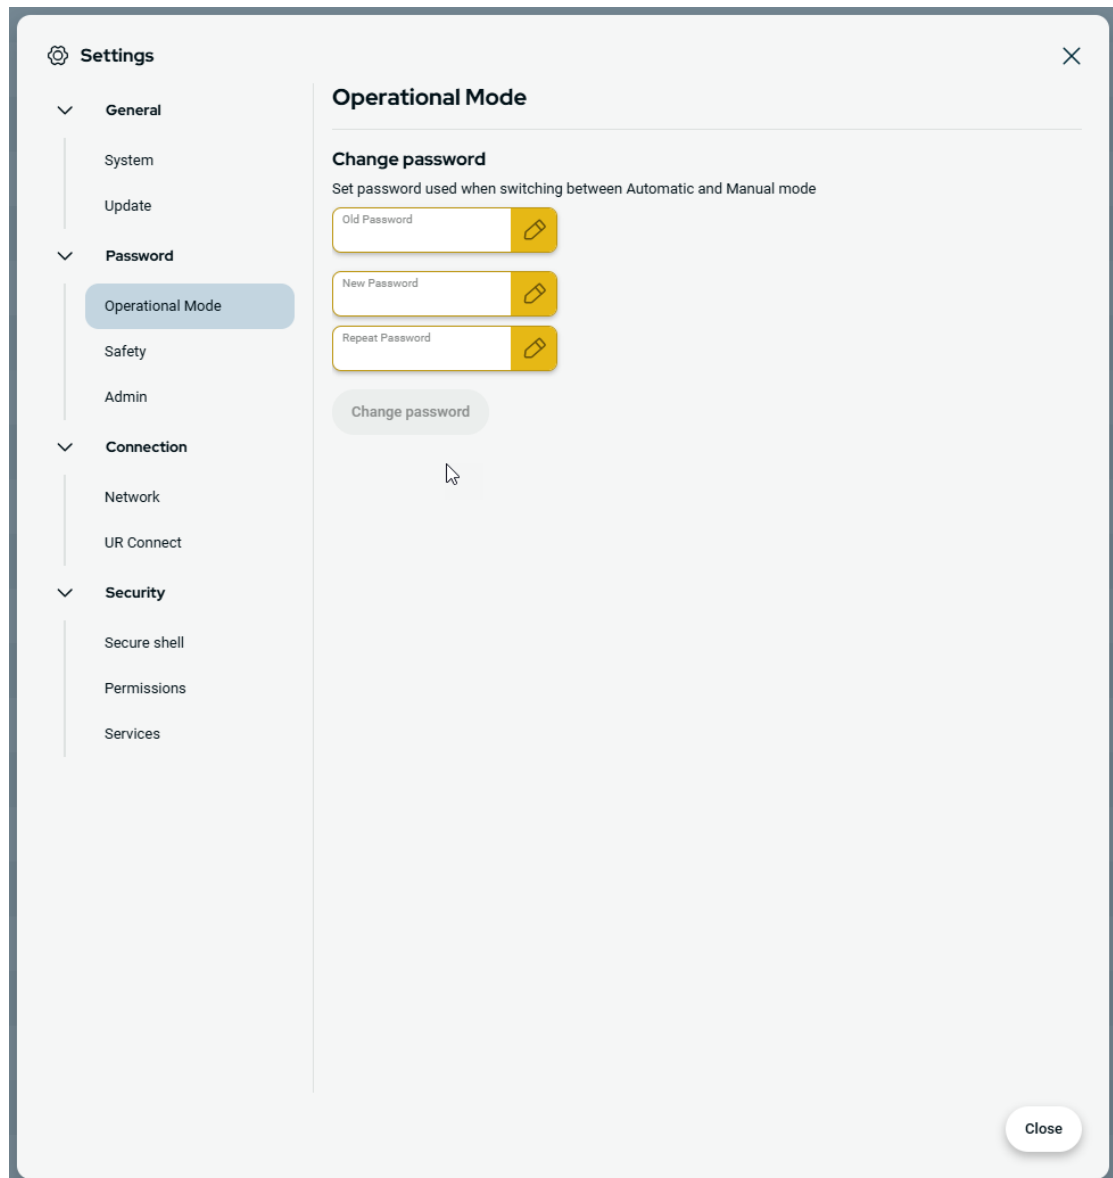 Settings
General
System
Update
Password
Operational Mode
Safety
Admin
Connection
Network
UR Connect
Security
Secure shell
Permissions
Services
Operational Mode
Change password
Set password used when switching between Automatic and Manual mode
Old Password
New Password
Repeat Password
Change password
Close